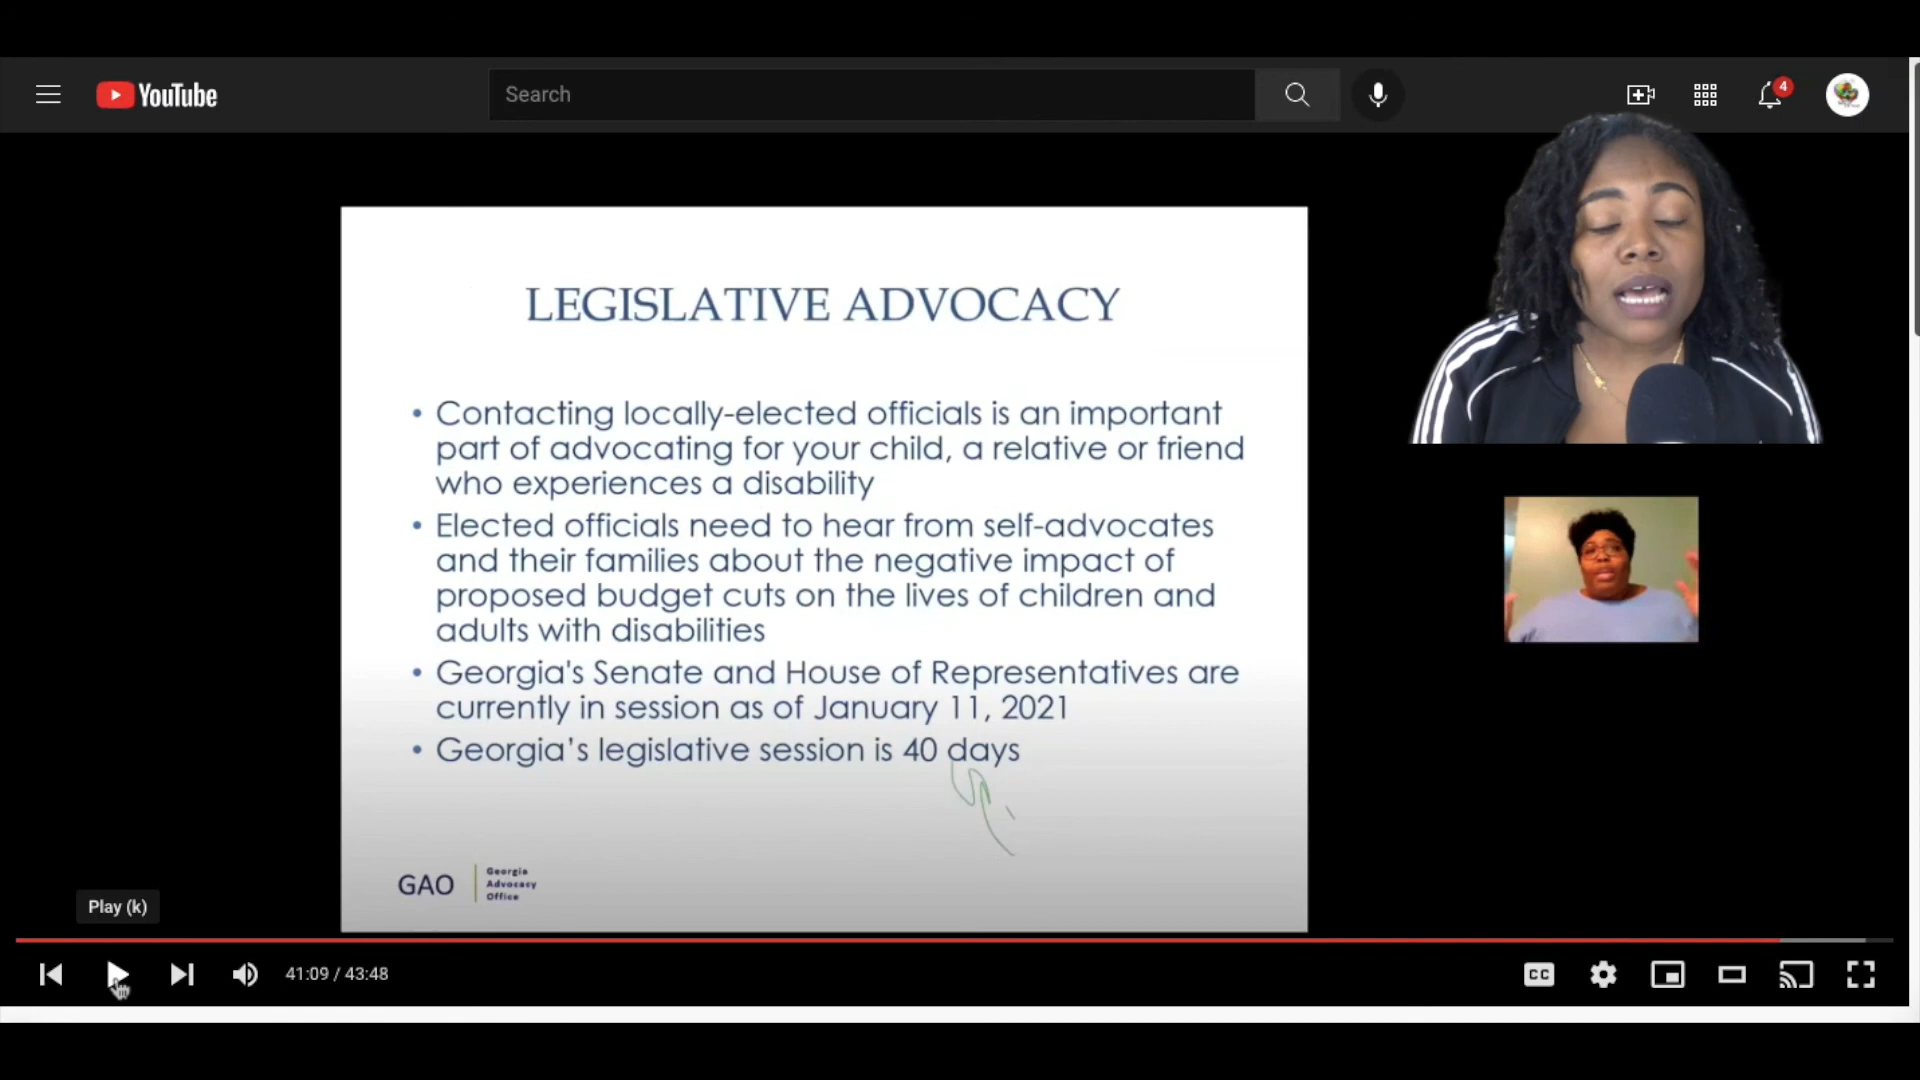 YouTube
Search
4
LEGISLATIVE ADVOCACY
• Contacting locally-elected officials is an important
part of advocating for your child, a relative or friend
who experiences a disability
• Elected officials need to hear from self-advocates
and their families about the negative impact of
proposed budget cuts on the lives of children and
adults with disabilities
• Georgia's Senate and House of Representatives are
currently in session as of January 11, 2021
• Georgia’s legislative session is 40 days
GAO
Georgia
Advocacy
Office
Play (k)
41:09 / 43:48
CC